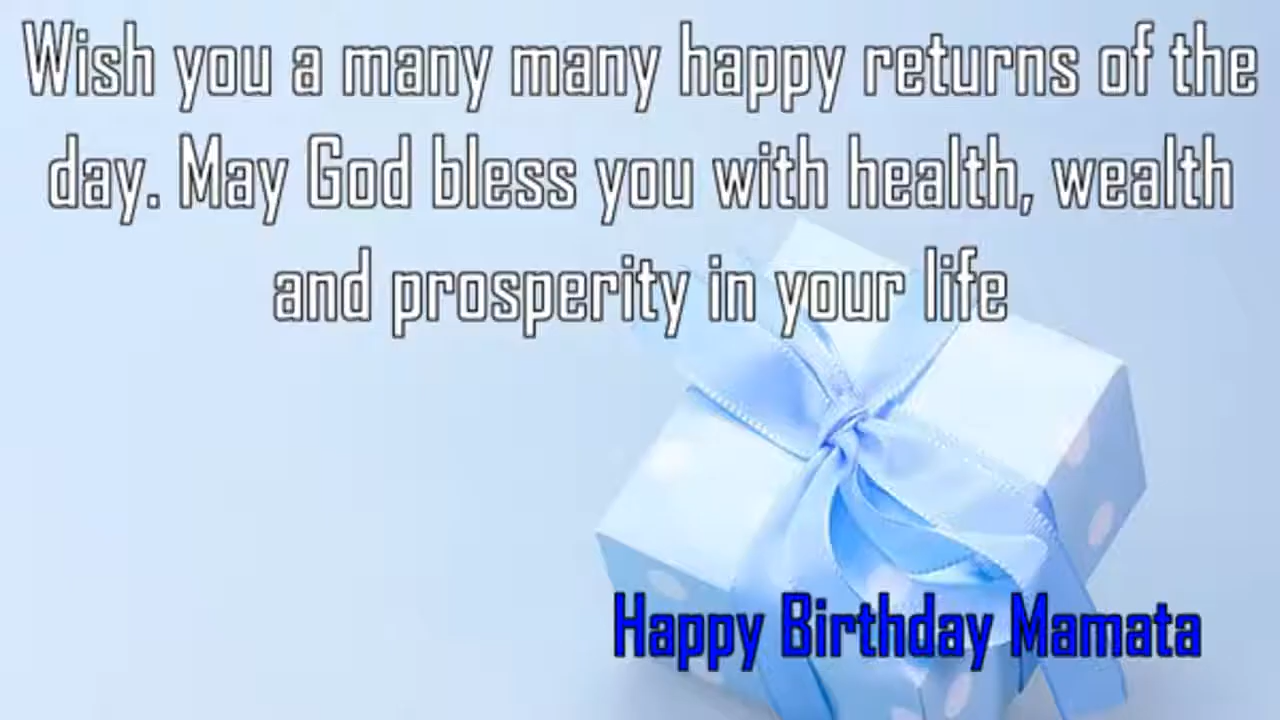 Wish you a many many happy returns of the
day. May God bless you with health, wealth
and prosperity in your life
Happy Birthday Mamata